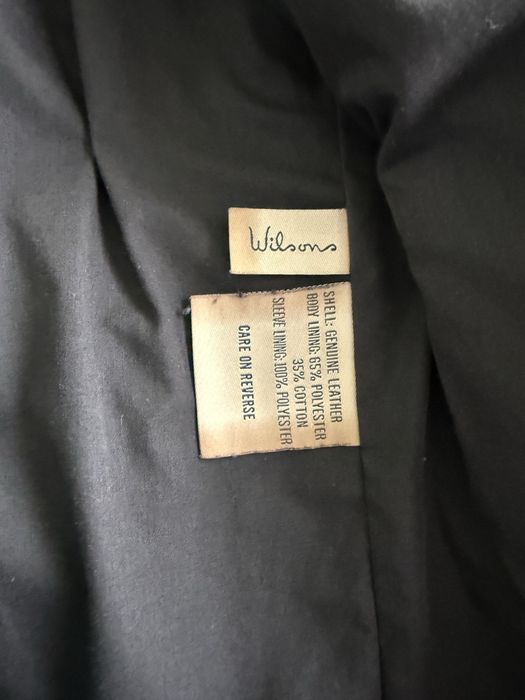 Wilsons
SHELL: GENUINE LEATHER
BODY LINING: 65% POLYESTER
35% COTTON
SLEEVE LINING: 100% POLYESTER
CARE ON REVERSE